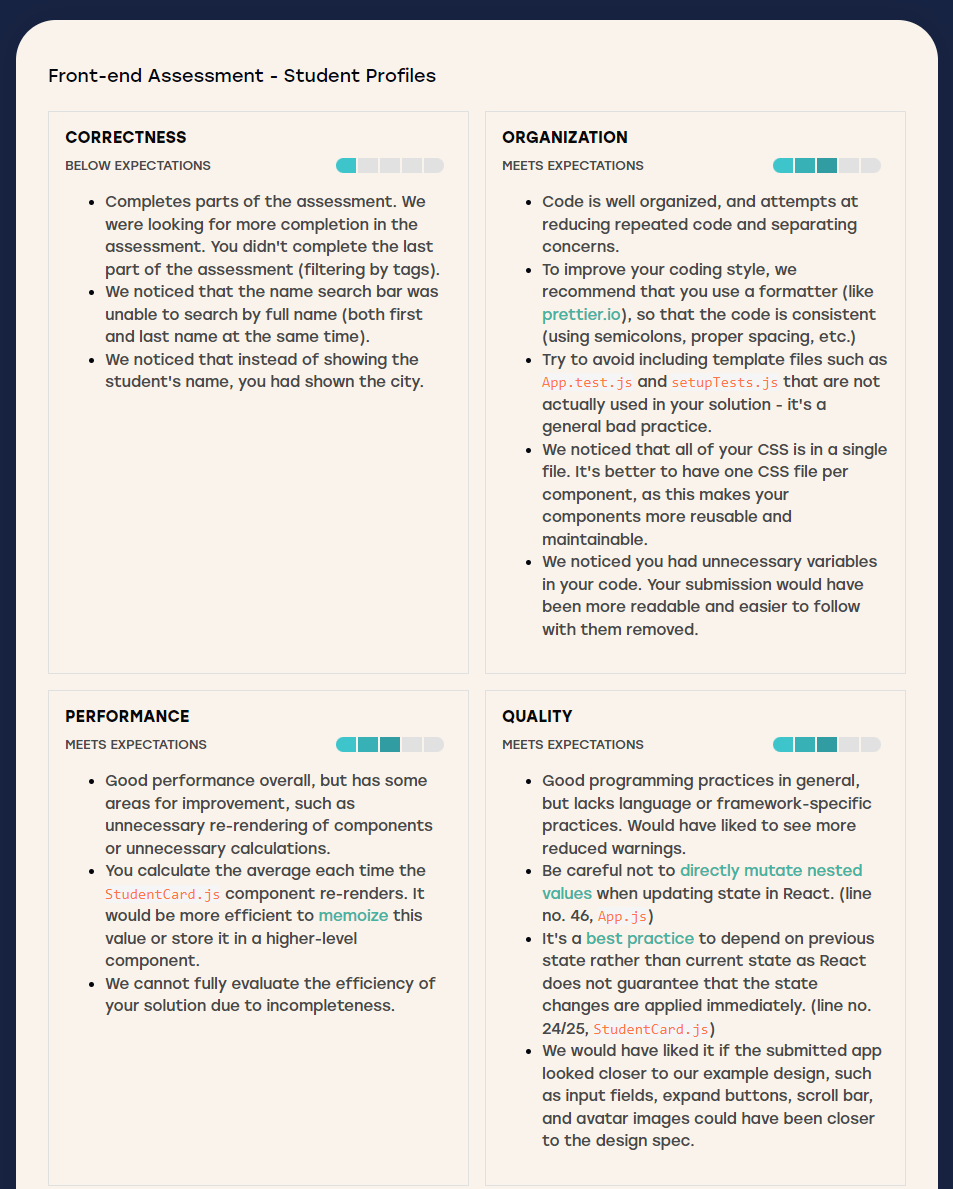 Front-end Assessment - Student Profiles
CORRECTNESS
BELOW EXPECTATIONS
Completes parts of the assessment. We
were looking for more completion in the
assessment. You didn't complete the last
part of the assessment (filtering by tags).
We noticed that the name search bar was
unable to search by full name (both first
and last name at the same time).
We noticed that instead of showing the
student's name, you had shown the city.
ORGANIZATION
MEETS EXPECTATIONS
Code is well organized, and attempts at
reducing repeated code and separating
concerns.
To improve your coding style, we
recommend that you use a formatter (like
prettier.io), so that the code is consistent
(using semicolons, proper spacing, etc.)
Try to avoid including template files such as
App.test.js and setupTests.js that are not
actually used in your solution - it's a
general bad practice.
We noticed that all of your CSS is in a single
file. It's better to have one CSS file per
component, as this makes your
components more reusable and
maintainable.
We noticed you had unnecessary variables
in your code. Your submission would have
been more readable and easier to follow
with them removed.
PERFORMANCE
MEETS EXPECTATIONS
Good performance overall, but has some
areas for improvement, such as
unnecessary re-rendering of components
or unnecessary calculations.
You calculate the average each time the
StudentCard.js component re-renders. It
would be more efficient to memoize this
value or store it in a higher-level
component.
We cannot fully evaluate the efficiency of
your solution due to incompleteness.
QUALITY
MEETS EXPECTATIONS
Good programming practices in general,
but lacks language or framework-specific
practices. Would have liked to see more
reduced warnings.
Be careful not to directly mutate nested
values when updating state in React. (line
no. 46, App.js)
It's a best practice to depend on previous
state rather than current state as React
does not guarantee that the state
changes are applied immediately. (line no.
24/25, StudentCard.js)
We would have liked it if the submitted app
looked closer to our example design, such
as input fields, expand buttons, scroll bar,
and avatar images could have been closer
to the design spec.